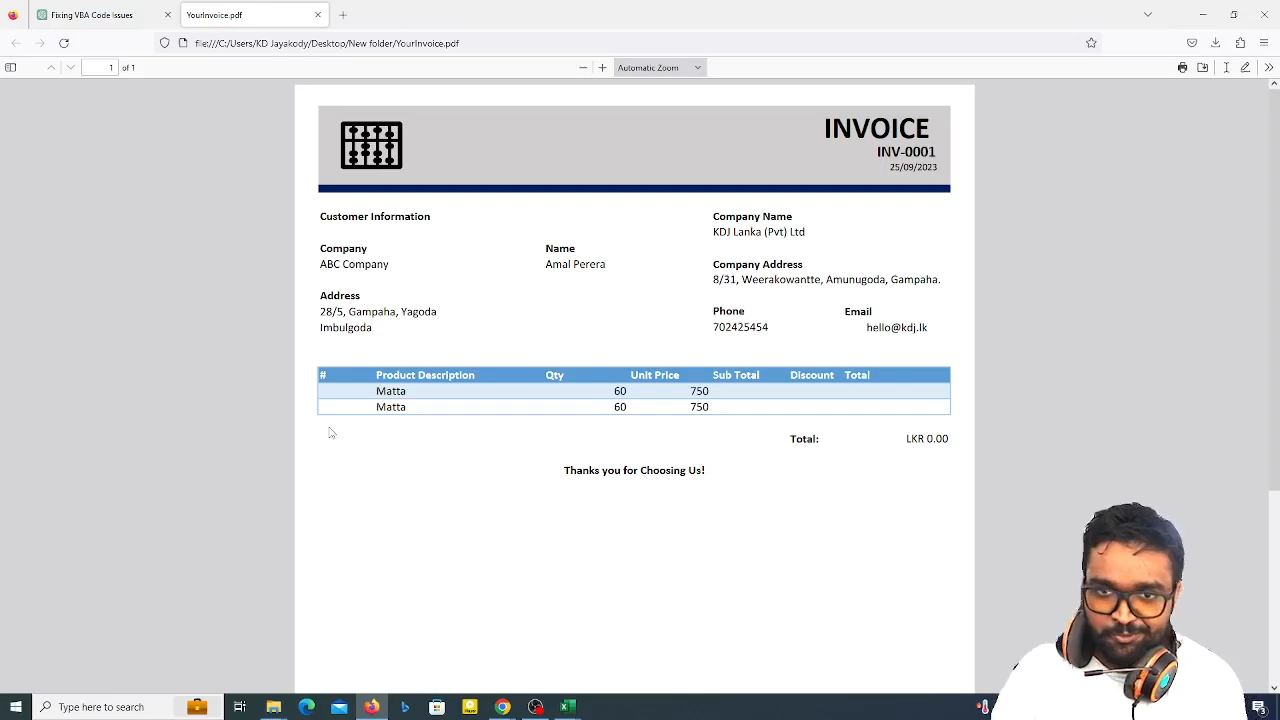 Fixing VBA Code Issues
YourInvoice.pdf
file:///C:/Users/KD Jayakody/Desktop/New folder/YourInvoice.pdf
1 of 1
Automatic Zoom
INVOICE
INV-0001
25/09/2023
Customer Information
Company Name
KDJ Lanka (Pvt) Ltd
Company Name
ABC Company Amal Perera
Company Address
8/31, Weerakowantte, Amunugoda, Gampaha.
Address
28/5, Gampaha, Yagoda
Imbulgoda
Phone Email
702425454 hello@kdj.lk
# Product Description Qty Unit Price Sub Total Discount Total
Matta 60 750
Matta 60 750
Total: LKR 0.00
Thanks you for Choosing Us!
Type here to search